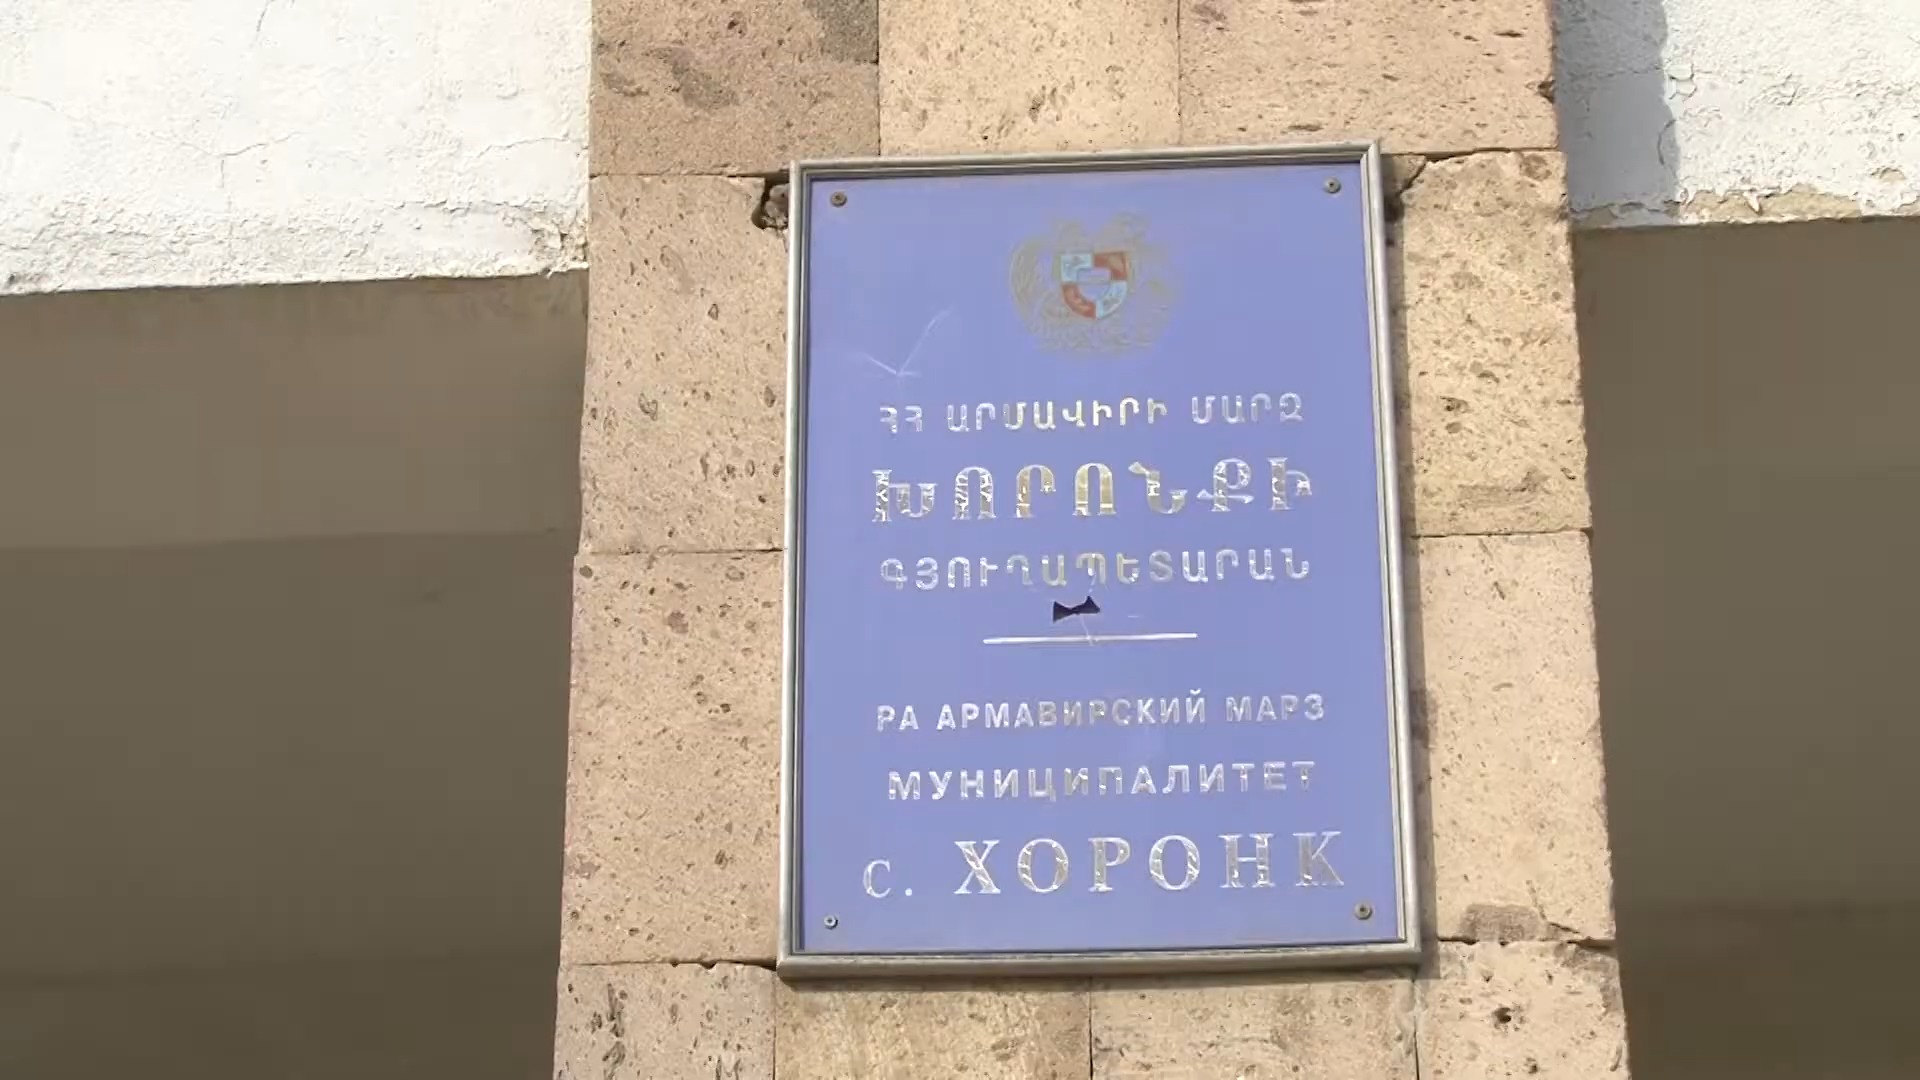 ՀՀ ԱՐՄԱՎԻՐԻ ՄԱՐԶ
ԽՈՐՈՆՔԻ
ԳՅՈՒՂԱՊԵՏԱՐԱՆ
РА АРМАВИРСКИЙ МАРЗ
МУНИЦИПАЛИТЕТ
с. ХОРОНК